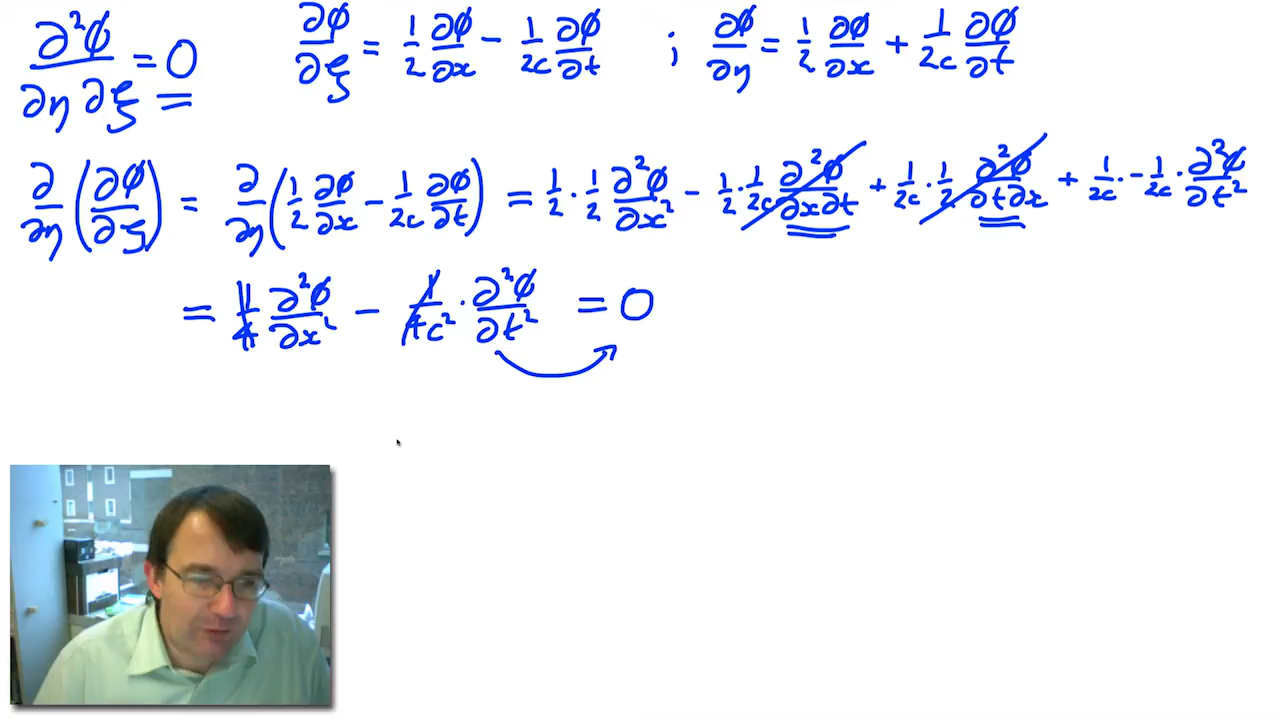 ∂²φ/∂η∂ξ = 0   ∂φ/∂ξ = 1/2 ∂φ/∂x − 1/2c ∂φ/∂t   ;   ∂φ/∂η = 1/2 ∂φ/∂x + 1/2c ∂φ/∂t
∂/∂η (∂φ/∂ξ) = ∂/∂η (1/2 ∂φ/∂x − 1/2c ∂φ/∂t) = 1/2 · 1/2 ∂²φ/∂x² − 1/2 · 1/2c ∂²φ/∂x∂t + 1/2c · 1/2 ∂²φ/∂t∂x + 1/2c · −1/2c · ∂²φ/∂t²
= 1/4 ∂²φ/∂x² − 1/4c² · ∂²φ/∂t² = 0